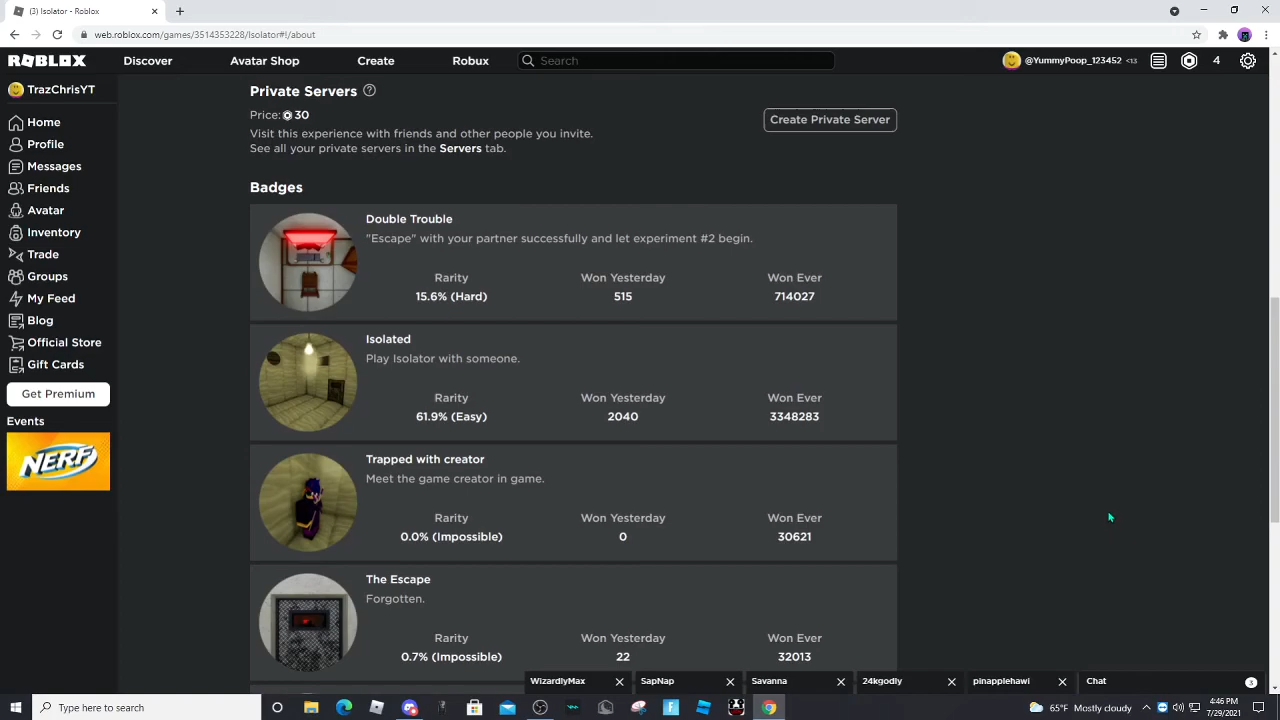 (3) Isolator - Roblox
web.roblox.com/games/3514353228/Isolator#!/about
ROBLOX
Discover
Avatar Shop
Create
Robux
Search
@YummyPoop_123452 <13
4
TrazChrisYT
Home
Profile
Messages
Friends
Avatar
Inventory
Trade
Groups
My Feed
Blog
Official Store
Gift Cards
Get Premium
Events
NERF
Private Servers
Price: 30
Visit this experience with friends and other people you invite.
See all your private servers in the Servers tab.
Create Private Server
Badges
Double Trouble
"Escape" with your partner successfully and let experiment #2 begin.
Rarity Won Yesterday Won Ever
15.6% (Hard) 515 714027
Isolated
Play Isolator with someone.
Rarity Won Yesterday Won Ever
61.9% (Easy) 2040 3348283
Trapped with creator
Meet the game creator in game.
Rarity Won Yesterday Won Ever
0.0% (Impossible) 0 30621
The Escape
Forgotten.
Rarity Won Yesterday Won Ever
0.7% (Impossible) 22 32013
WizardlyMax
SapNap
Savanna
24kgodly
pinapplehawi
Chat
3
Type here to search
65°F Mostly cloudy
4:46 PM
7/29/2021